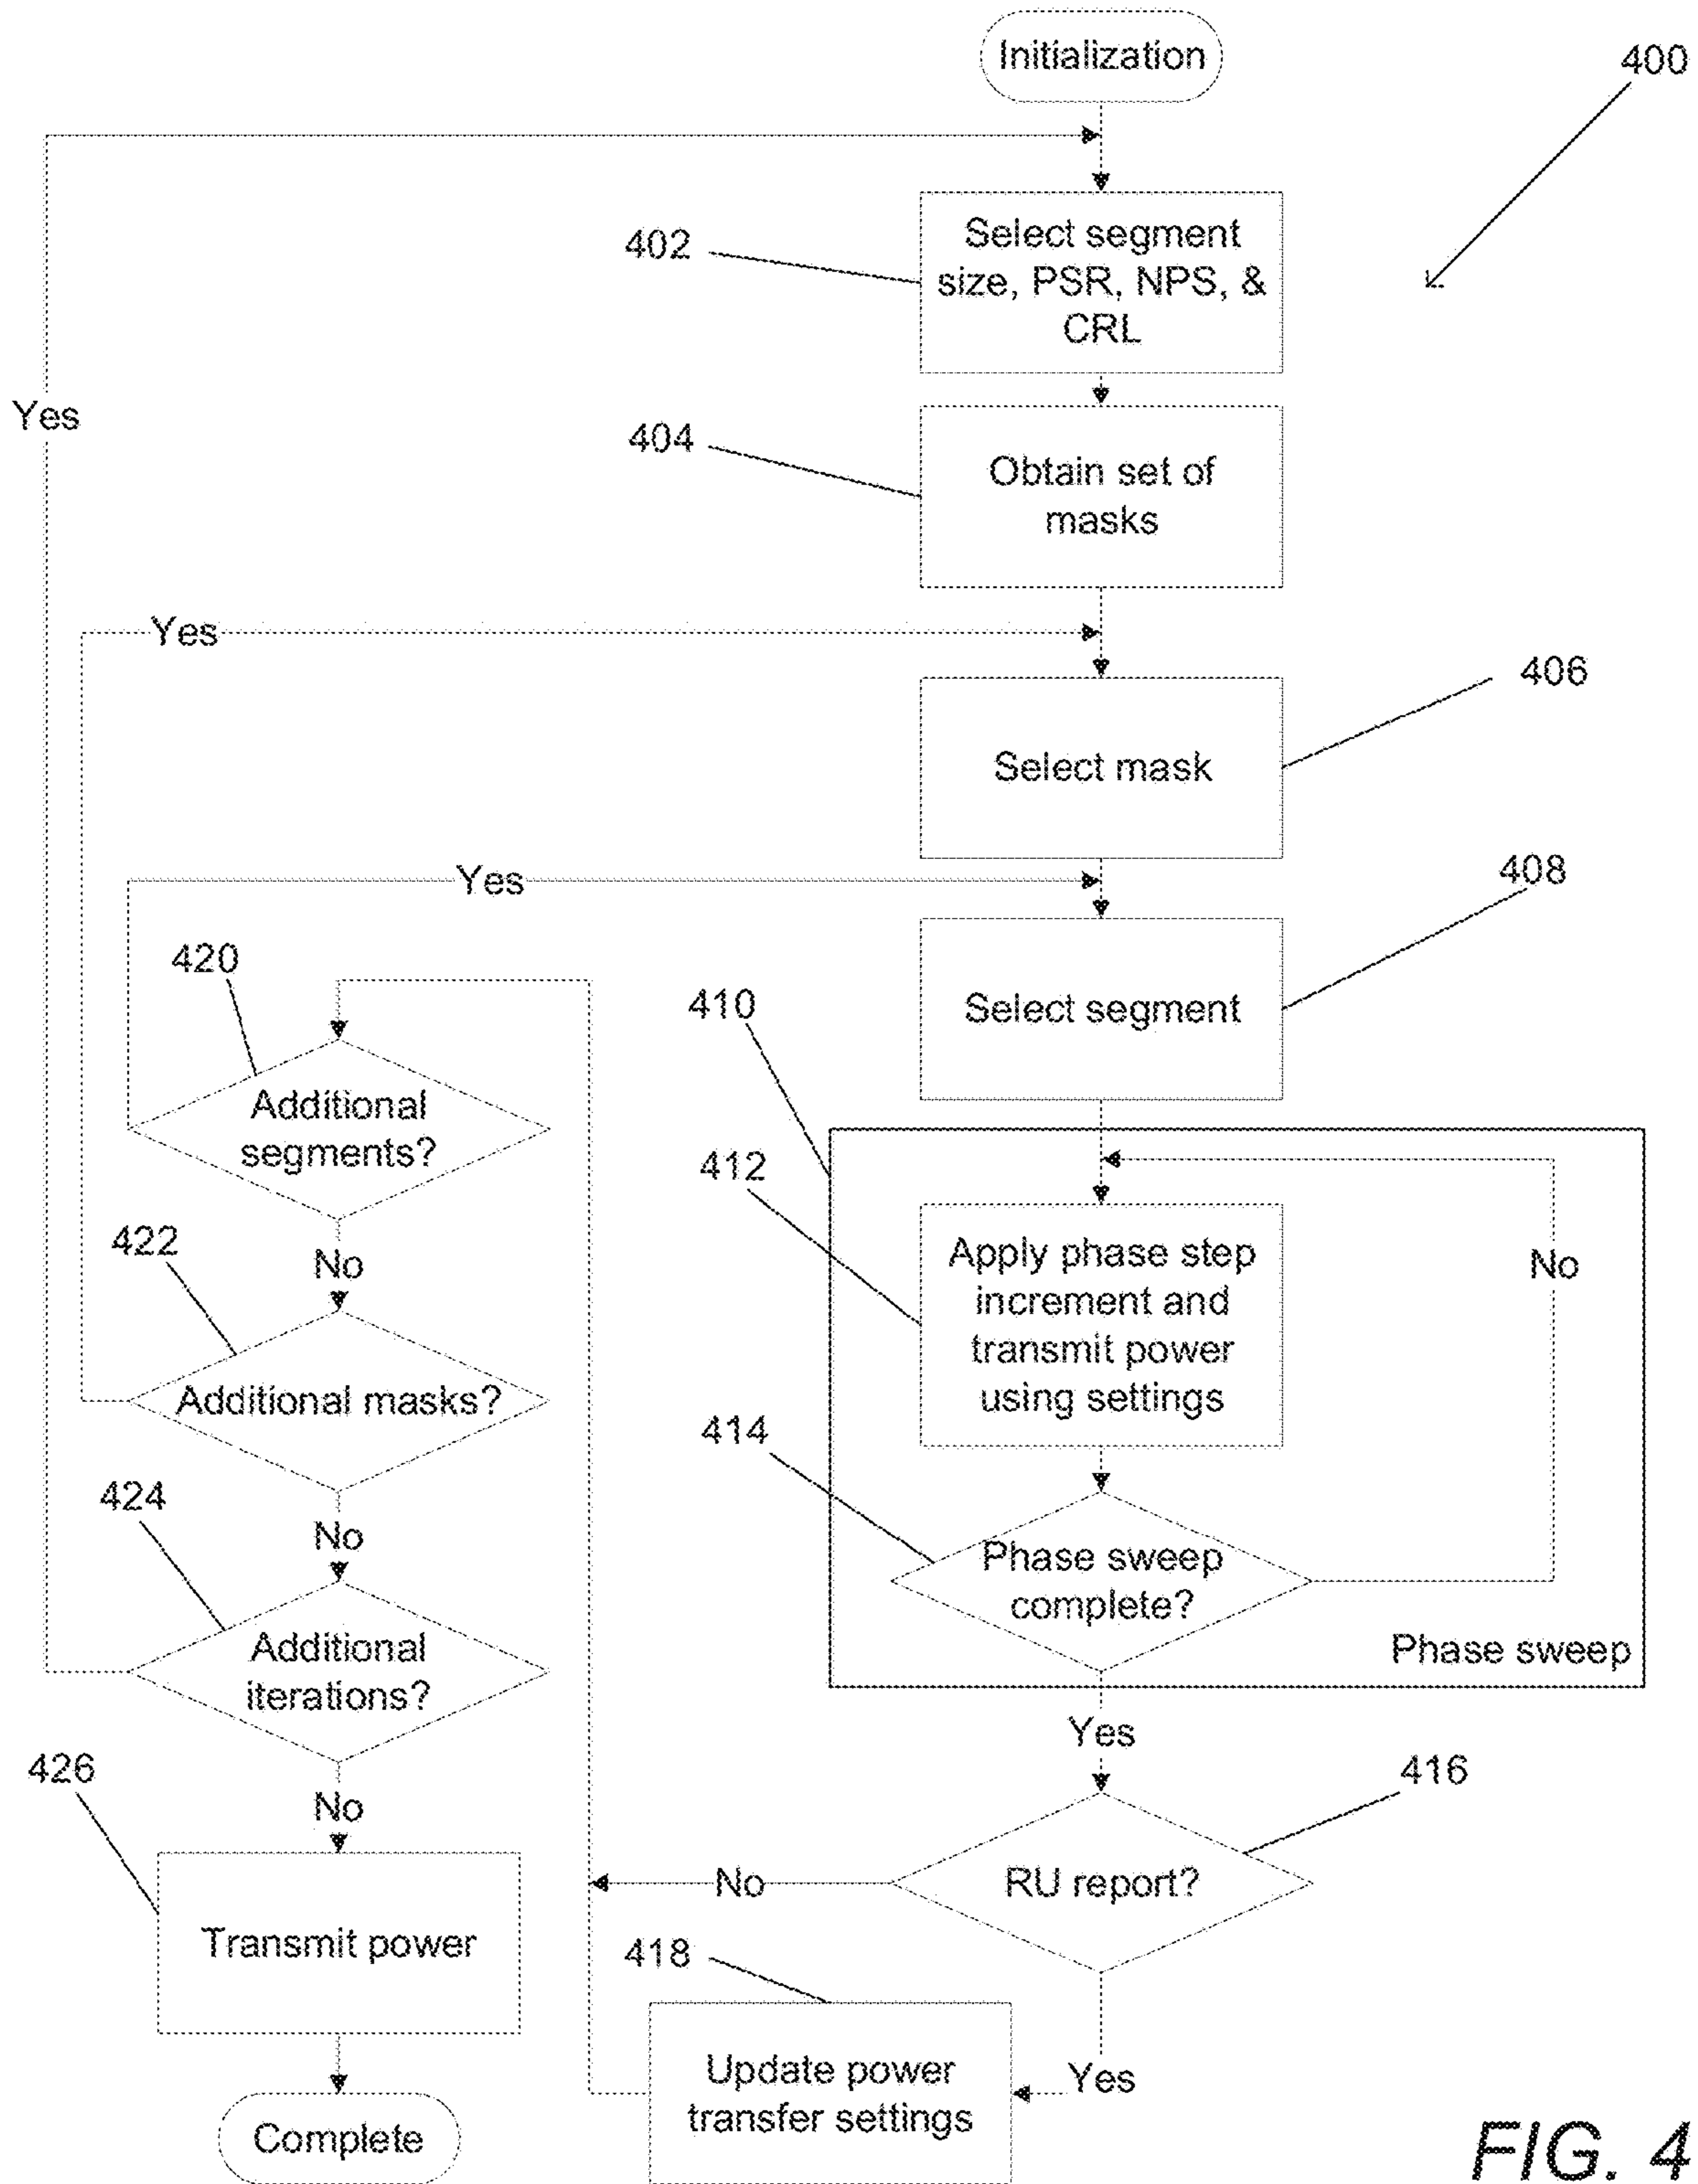 Initialization
400
402
Select segment
size, PSR, NPS, &
CRL
Yes
404
Obtain set of
masks
Yes
406
Select mask
Yes
408
420
Select segment
410
Additional
segments?
412
422
No
Apply phase step
increment and
transmit power
using settings
No
Additional masks?
414
424
No
Phase sweep
complete?
Additional
iterations?
Phase sweep
426
Yes
No
416
No
RU report?
Transmit power
418
Update power
transfer settings
Yes
Complete
FIG. 4